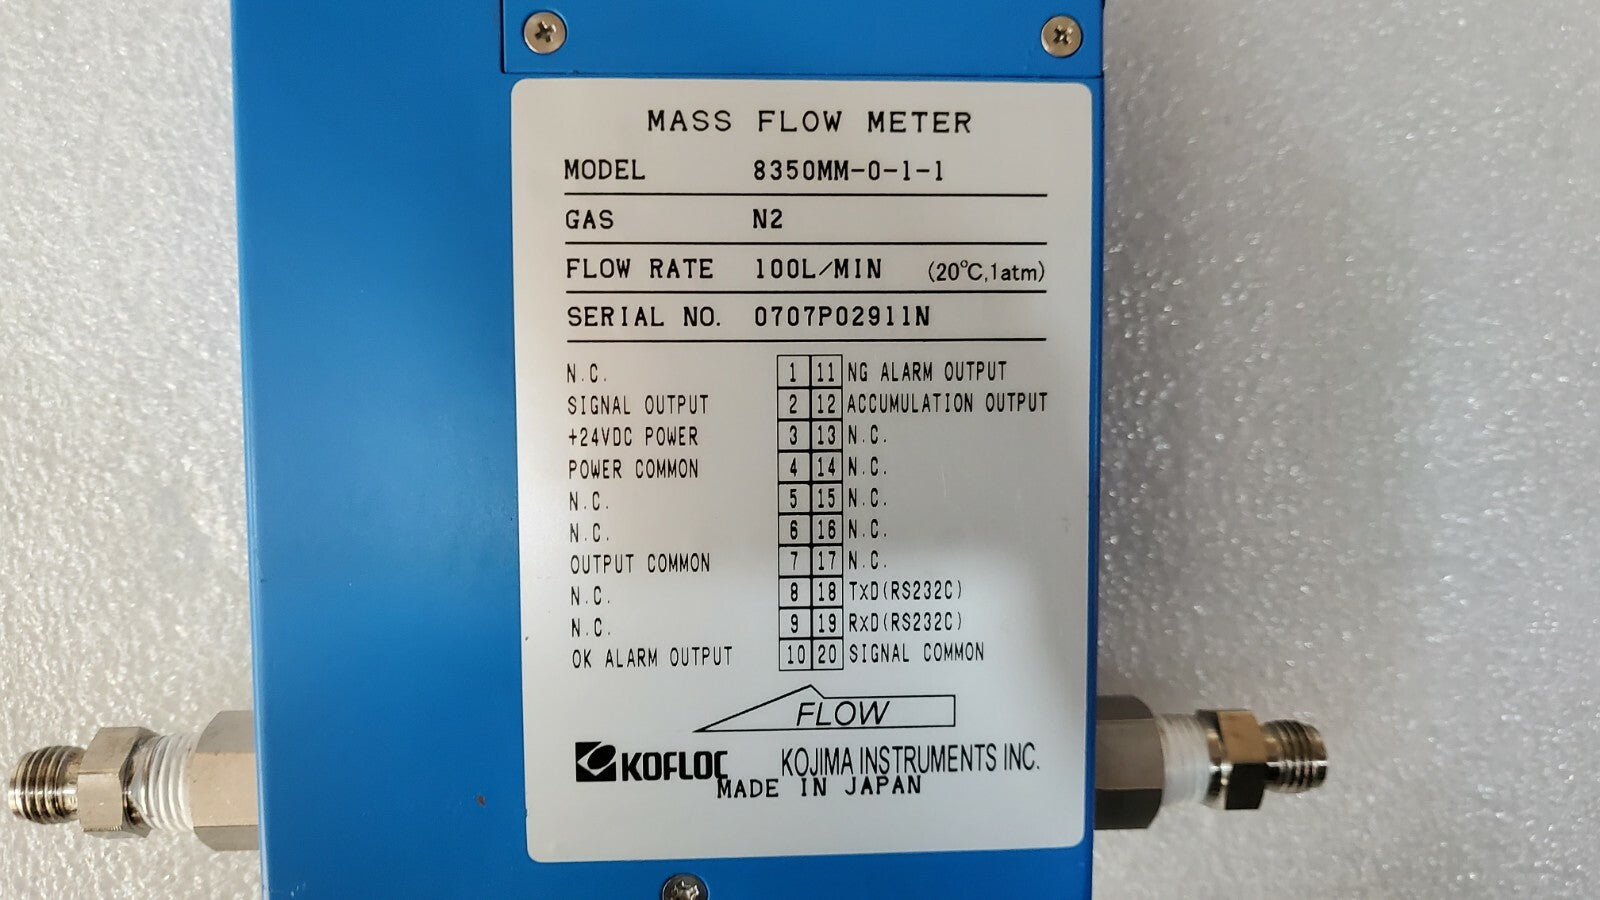 MASS FLOW METER
MODEL 8350MM-0-1-1
GAS N2
FLOW RATE 100L/MIN (20°C,1atm)
SERIAL NO. 0707P02911N
N.C. 1 11 NG ALARM OUTPUT
SIGNAL OUTPUT 2 12 ACCUMULATION OUTPUT
+24VDC POWER 3 13 N.C.
POWER COMMON 4 14 N.C.
N.C. 5 15 N.C.
N.C. 6 16 N.C.
OUTPUT COMMON 7 17 N.C.
N.C. 8 18 TxD(RS232C)
N.C. 9 19 RxD(RS232C)
OK ALARM OUTPUT 10 20 SIGNAL COMMON
FLOW
KOFLOC KOJIMA INSTRUMENTS INC.
MADE IN JAPAN